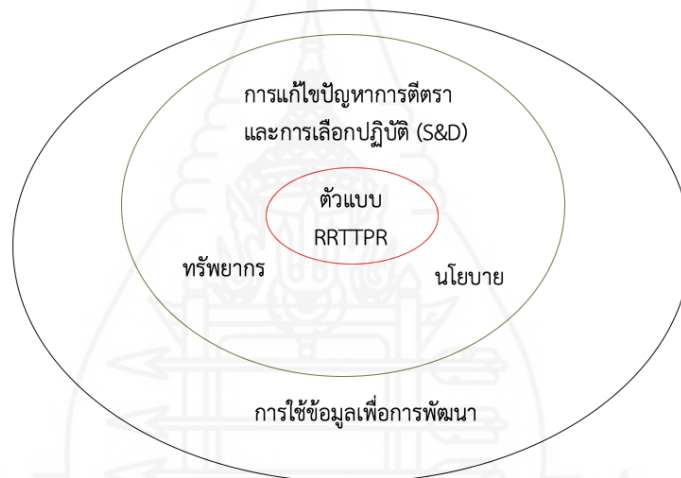 การแก้ไขปัญหาการตีตรา
และการเลือกปฏิบัติ (S&D)
ตัวแบบ
RRTTPR
ทรัพยากร
นโยบาย
การใช้ข้อมูลเพื่อการพัฒนา